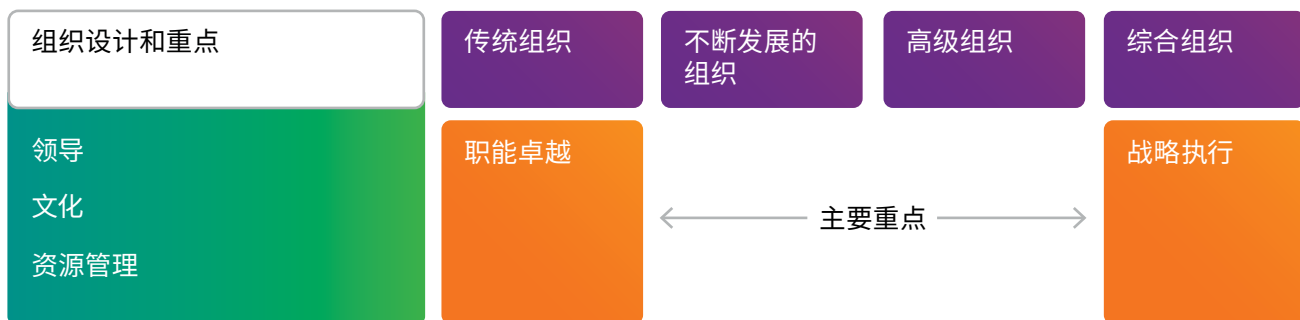 组织设计和重点
传统组织
不断发展的
组织
高级组织
综合组织
领导
文化
资源管理
职能卓越
主要重点
战略执行